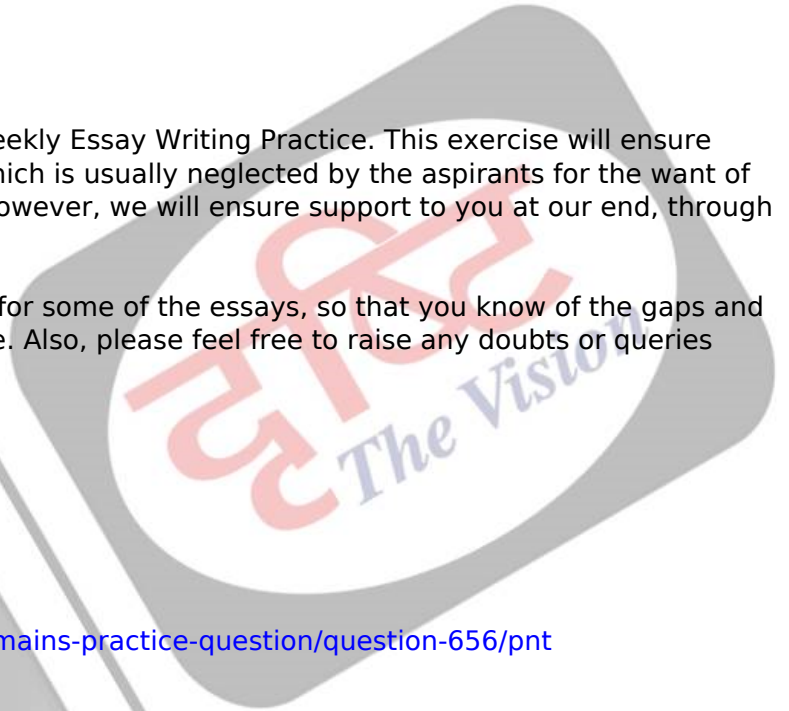 eekly Essay Writing Practice. This exercise will ensure
hich is usually neglected by the aspirants for the want of
owever, we will ensure support to you at our end, through
for some of the essays, so that you know of the gaps and
e. Also, please feel free to raise any doubts or queries
दृष्टि
The Vision
mains-practice-question/question-656/pnt